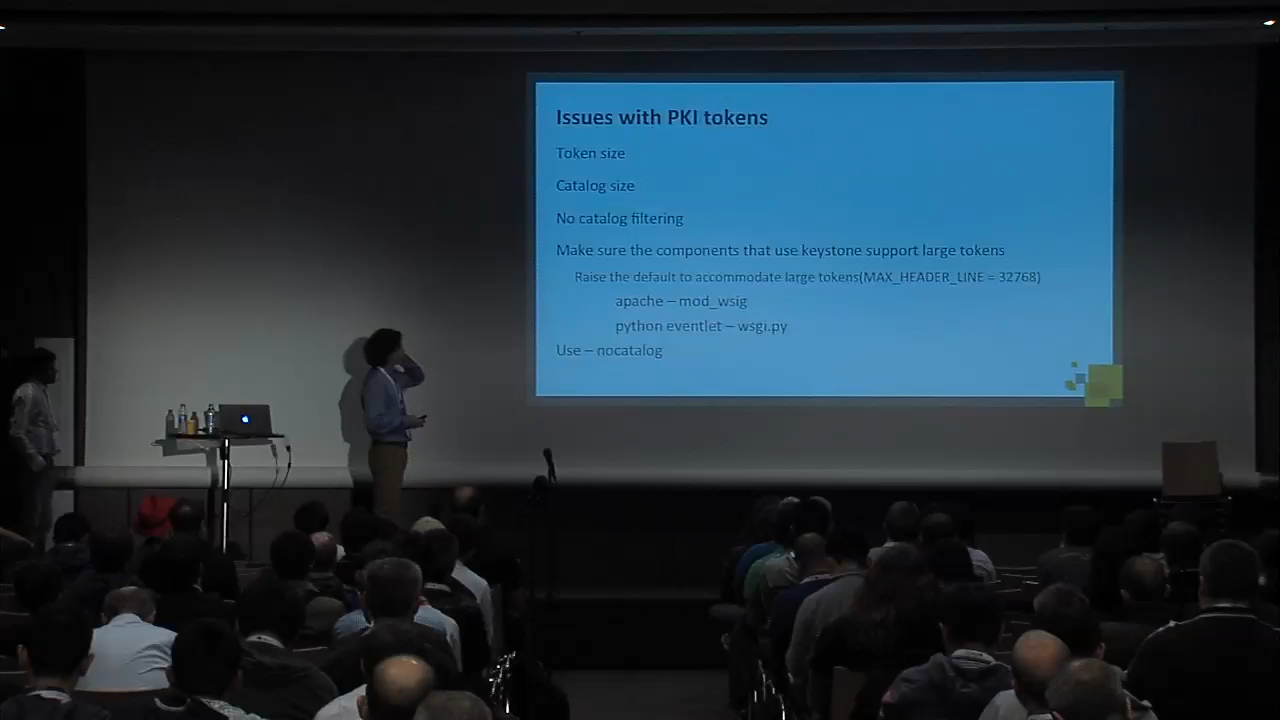 Issues with PKI tokens
Token size
Catalog size
No catalog filtering
Make sure the components that use keystone support large tokens
Raise the default to accommodate large tokens(MAX_HEADER_LINE = 32768)
apache – mod_wsig
python eventlet – wsgi.py
Use – nocatalog